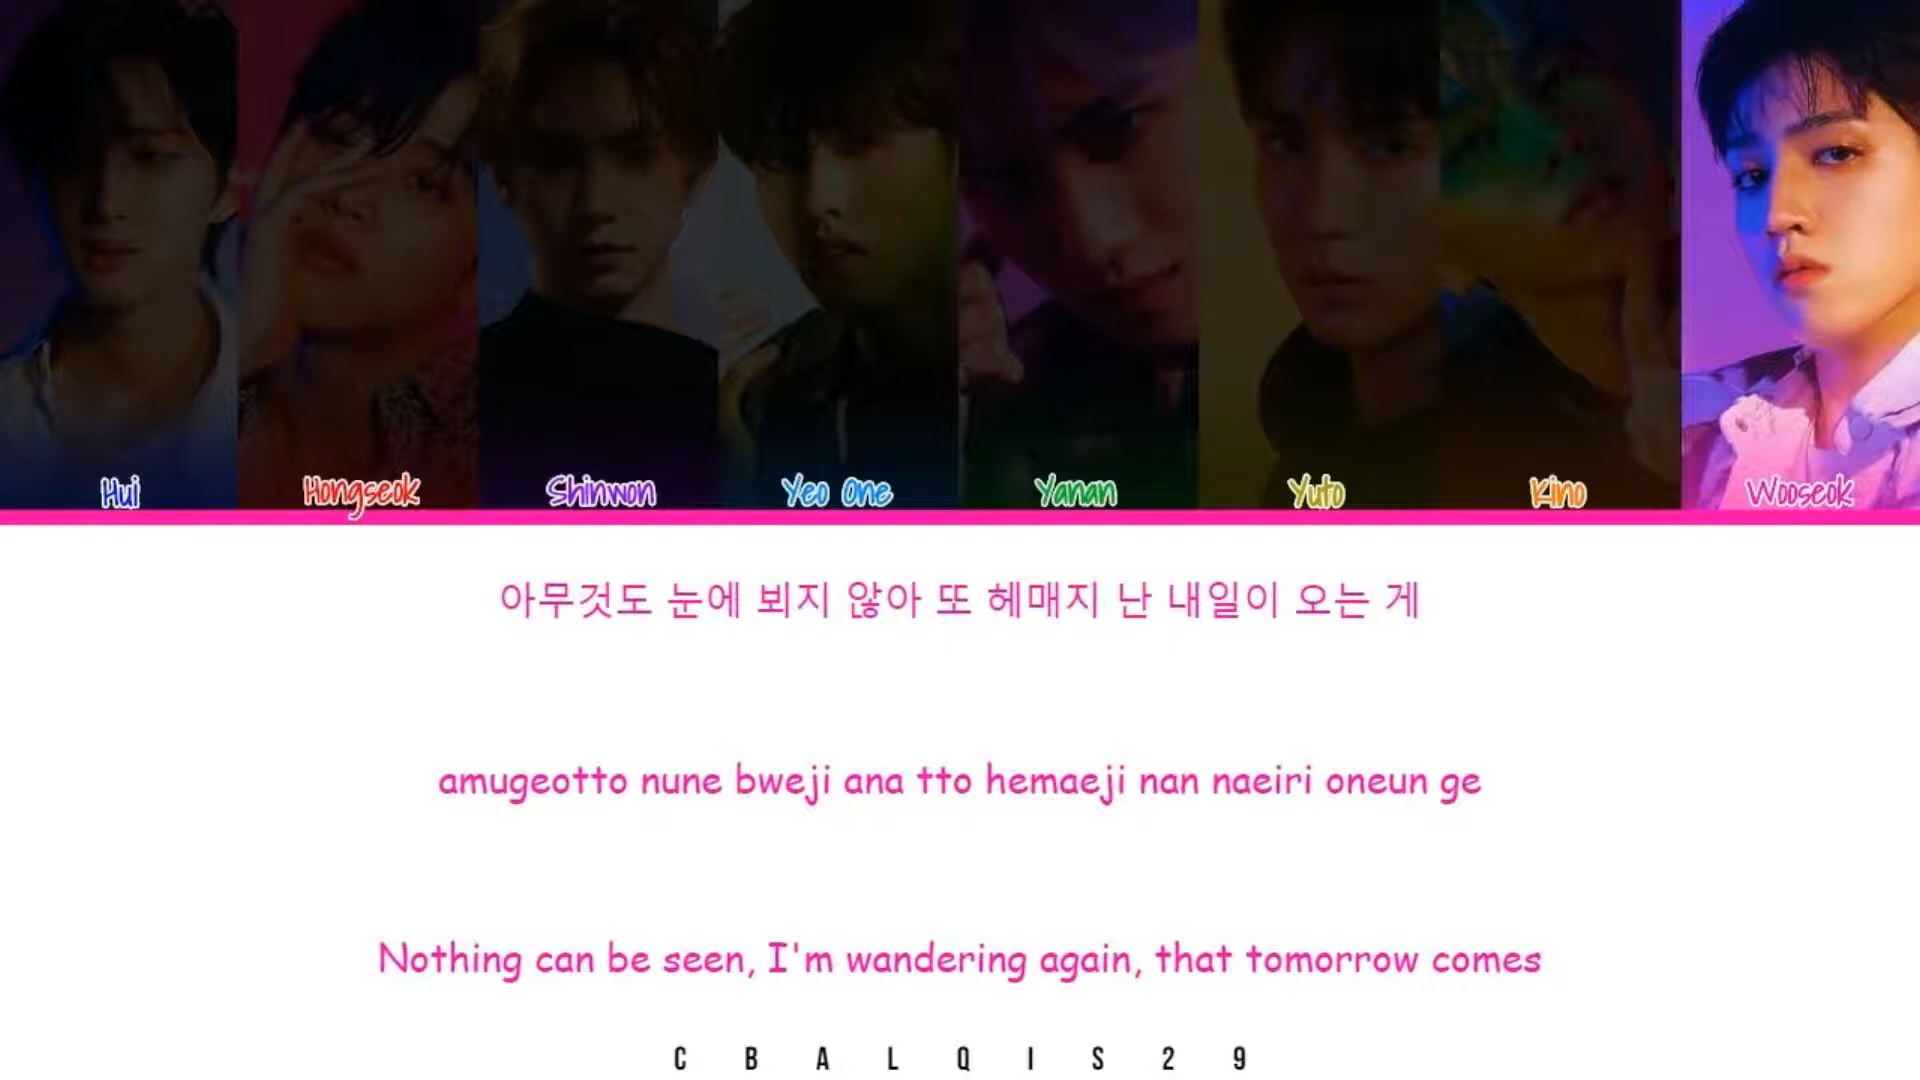 Hui Hongseok Shinwon Yeo One Yanan Yuto Kino Wooseok
아무것도 눈에 뵈지 않아 또 헤매지 난 내일이 오는 게
amugeotto nune bweji ana tto hemaeji nan naeiri oneun ge
Nothing can be seen, I'm wandering again, that tomorrow comes
CBALQIS29